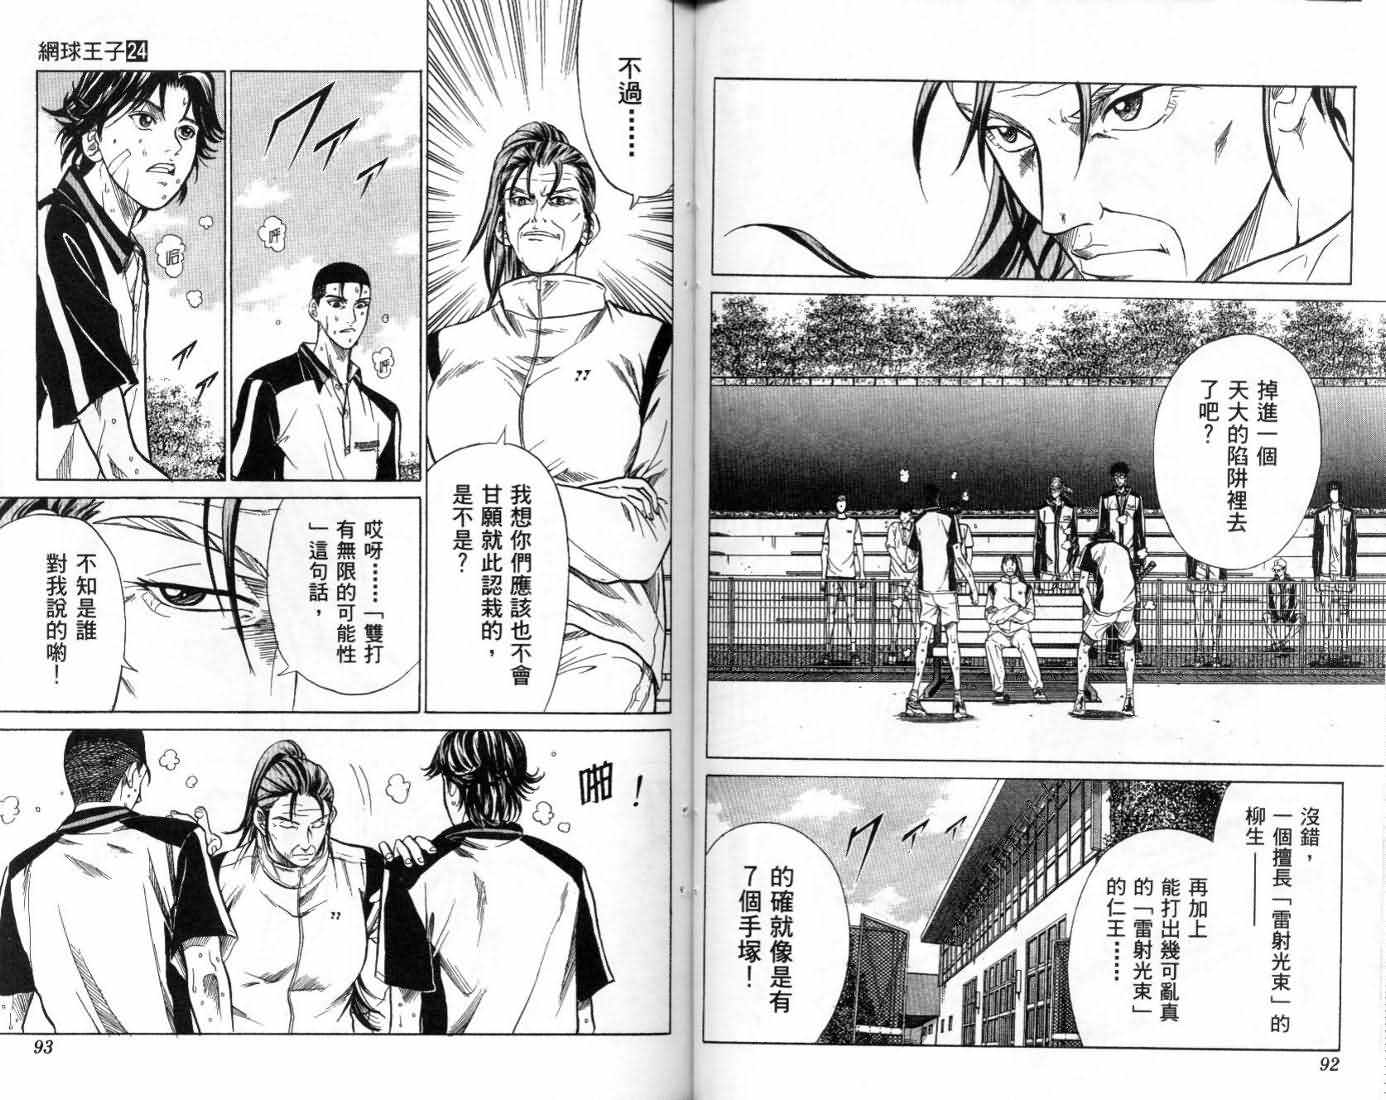 掉進一個
天大的陷阱裡去
了吧？
沒錯，
一個擅長「雷射光束」的
柳生——
再加上
能打出幾可亂真
的「雷射光束」
的仁王……
的確就像是有
7個手塚！
92
網球王子24
不過……
我想你們應該也不會
甘願就此認栽的，
是不是？
呼
呼
哈
哎呀……「雙打
有無限的可能性
」這句話，
不知是誰
對我說的喲！
啪！
93